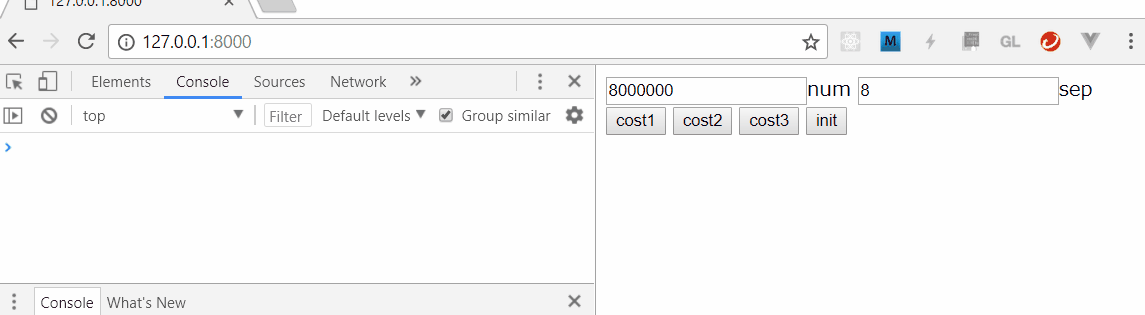 127.0.0.1:8000
127.0.0.1:8000
M GL
Elements Console Sources Network »
top Filter Default levels Group similar
8000000 num 8 sep
cost1 cost2 cost3 init
Console What's New